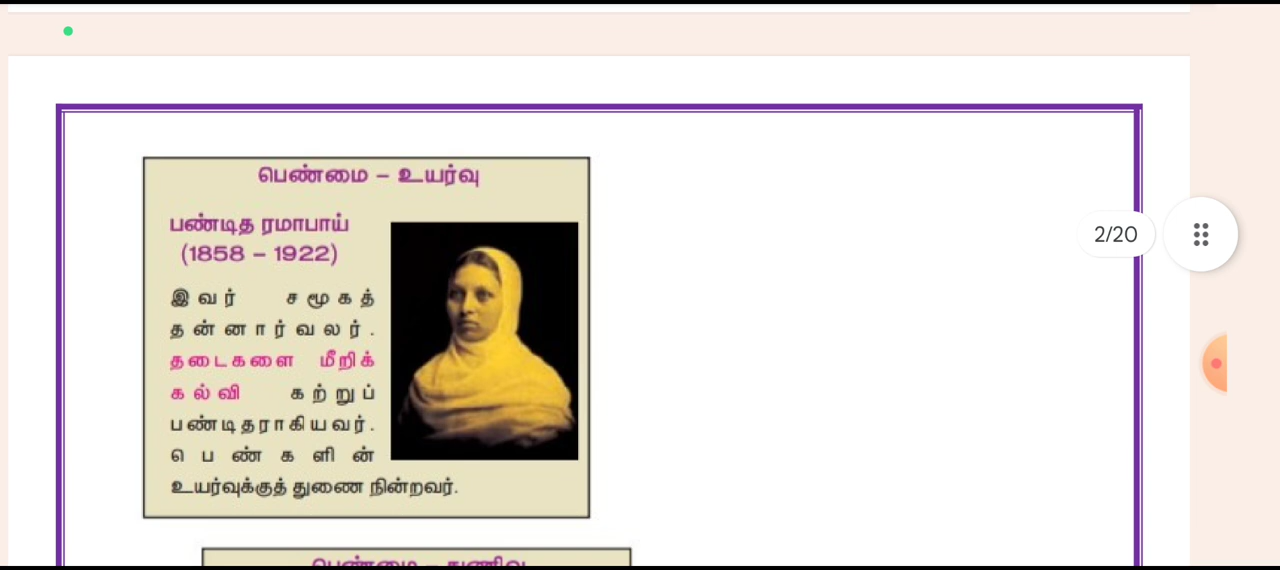 பெண்மை – உயர்வு
பண்டித ரமாபாய்
(1858 – 1922)
இவர் சமூகத்
தன்னார்வலர்.
தடைகளை மீறிக்
கல்வி கற்றுப்
பண்டிதராகியவர்.
பெண்களின்
உயர்வுக்குத் துணை நின்றவர்.
2/20
பெண்மை – துணிவு